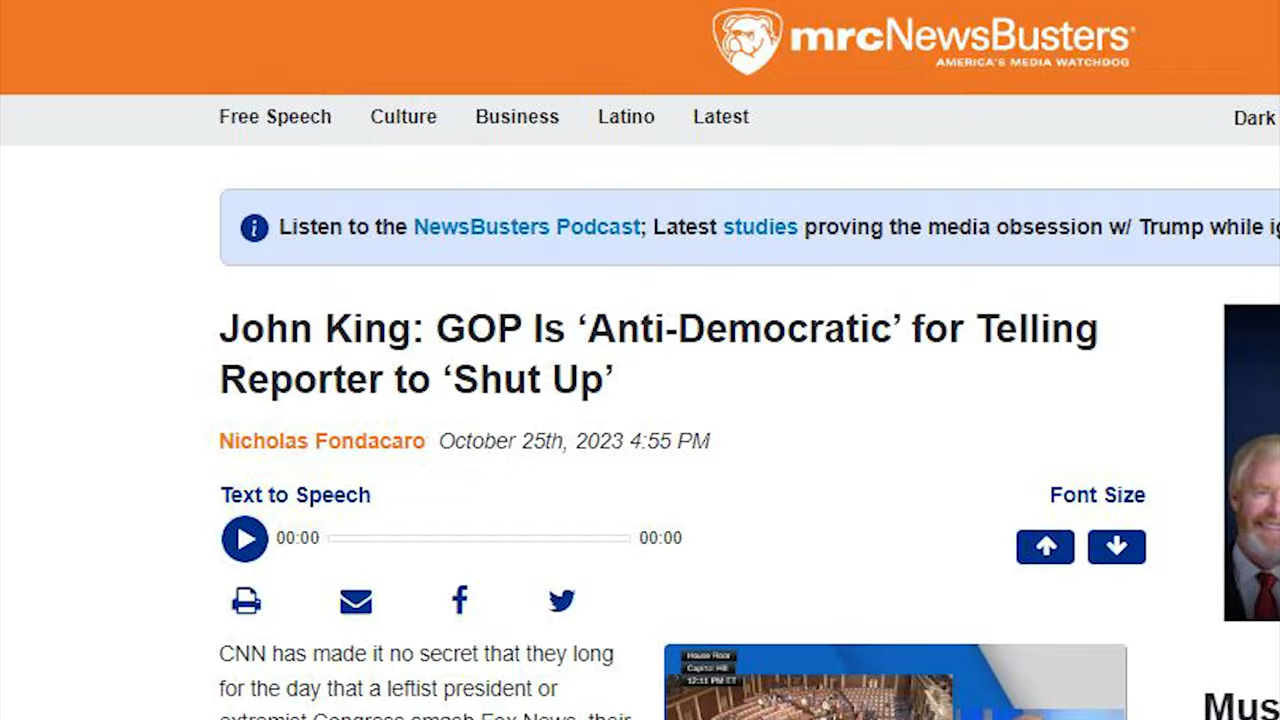 mrcNewsBusters
AMERICA'S MEDIA WATCHDOG
Free Speech Culture Business Latino Latest Dark
Listen to the NewsBusters Podcast; Latest studies proving the media obsession w/ Trump while
John King: GOP Is ‘Anti-Democratic’ for Telling
Reporter to ‘Shut Up’
Nicholas Fondacaro October 25th, 2023 4:55 PM
Text to Speech Font Size
00:00 00:00
CNN has made it no secret that they long
for the day that a leftist president or
House Floor
Capitol Hill
12:11 PM ET
extremist Congress smash Fox News, their
Mus